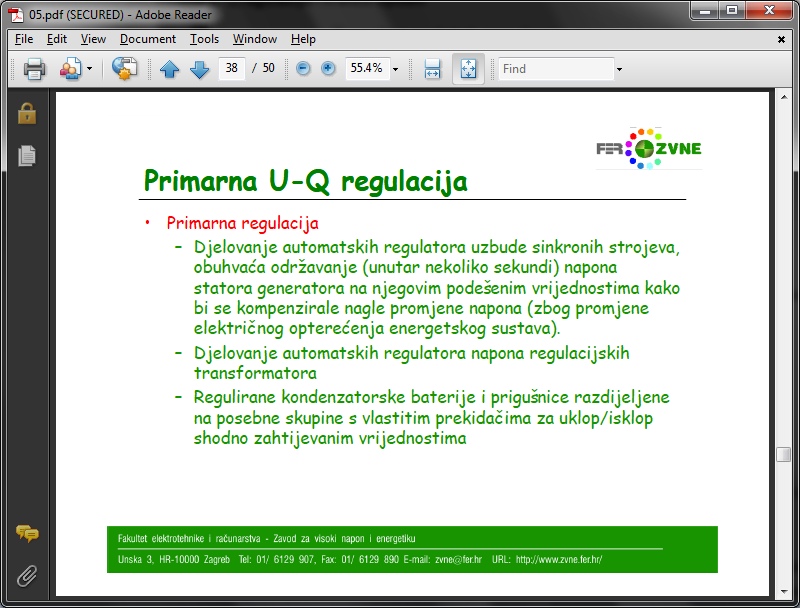 05.pdf (SECURED) - Adobe Reader
File Edit View Document Tools Window Help
38 / 50 55.4% Find
FER ZVNE
Primarna U-Q regulacija
• Primarna regulacija
– Djelovanje automatskih regulatora uzbude sinkronih strojeva,
obuhvaća održavanje (unutar nekoliko sekundi) napona
statora generatora na njegovim podešenim vrijednostima kako
bi se kompenzirale nagle promjene napona (zbog promjene
električnog opterećenja energetskog sustava).
– Djelovanje automatskih regulatora napona regulacijskih
transformatora
– Regulirane kondenzatorske baterije i prigušnice razdijeljene
na posebne skupine s vlastitim prekidačima za uklop/isklop
shodno zahtijevanim vrijednostima
Fakultet elektrotehnike i računarstva - Zavod za visoki napon i energetiku
Unska 3, HR-10000 Zagreb Tel: 01/ 6129 907, Fax: 01/ 6129 890 E-mail: zvne@fer.hr URL: http://www.zvne.fer.hr/